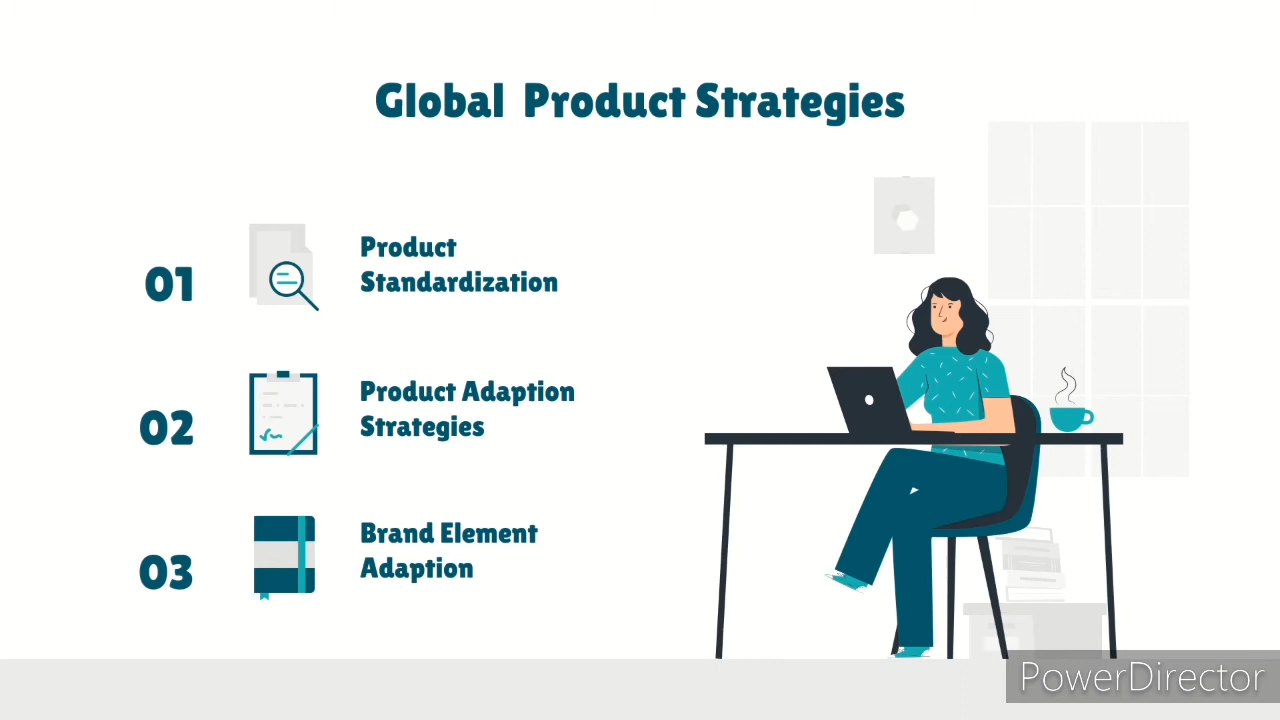 Global Product Strategies
01
Product
Standardization
02
Product Adaption
Strategies
03
Brand Element
Adaption
PowerDirector